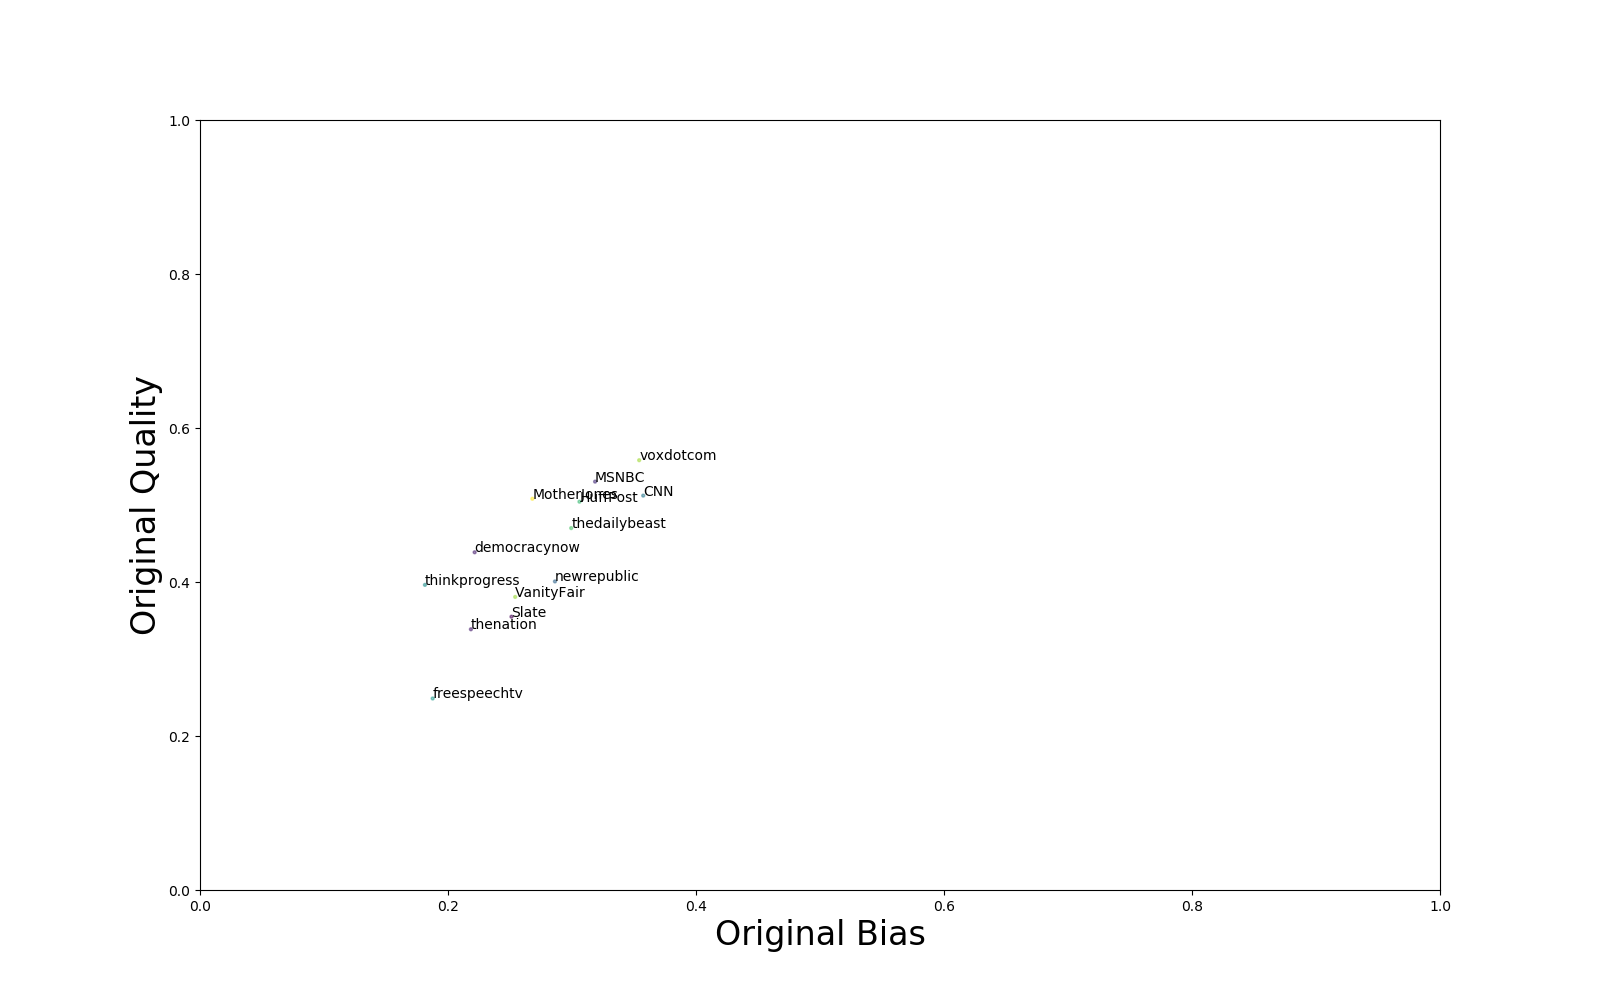 1.0
0.8
0.6
0.4
0.2
0.0
Original Quality
voxdotcom
MSNBC
CNN
MotherJones
HuffPost
thedailybeast
democracynow
newrepublic
thinkprogress
VanityFair
Slate
thenation
freespeechtv
0.0 0.2 0.4 0.6 0.8 1.0
Original Bias